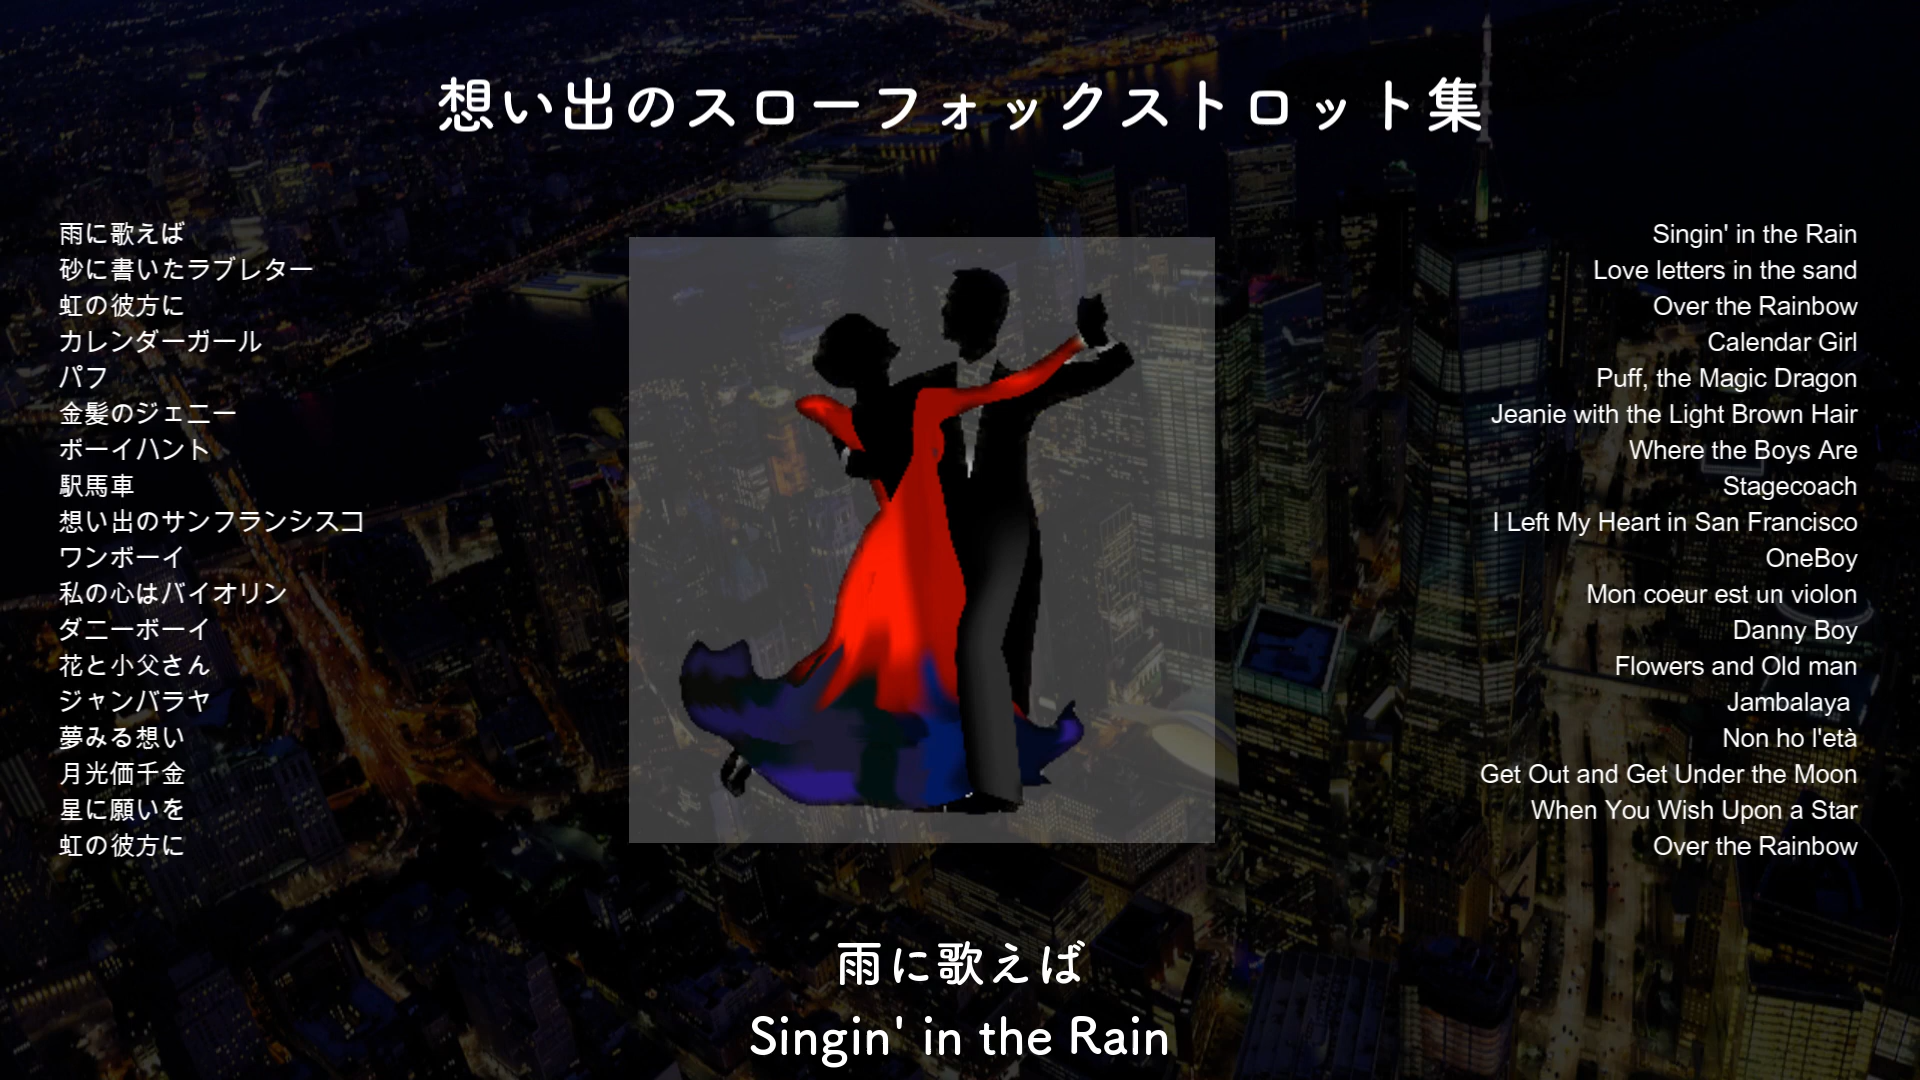 想い出のスローフォックストロット集
雨に歌えば
砂に書いたラブレター
虹の彼方に
カレンダーガール
パフ
金髪のジェニー
ボーイハント
駅馬車
想い出のサンフランシスコ
ワンボーイ
私の心はバイオリン
ダニーボーイ
花と小父さん
ジャンバラヤ
夢みる想い
月光価千金
星に願いを
虹の彼方に
Singin' in the Rain
Love letters in the sand
Over the Rainbow
Calendar Girl
Puff, the Magic Dragon
Jeanie with the Light Brown Hair
Where the Boys Are
Stagecoach
I Left My Heart in San Francisco
OneBoy
Mon coeur est un violon
Danny Boy
Flowers and Old man
Jambalaya
Non ho l'età
Get Out and Get Under the Moon
When You Wish Upon a Star
Over the Rainbow
雨に歌えば
Singin' in the Rain